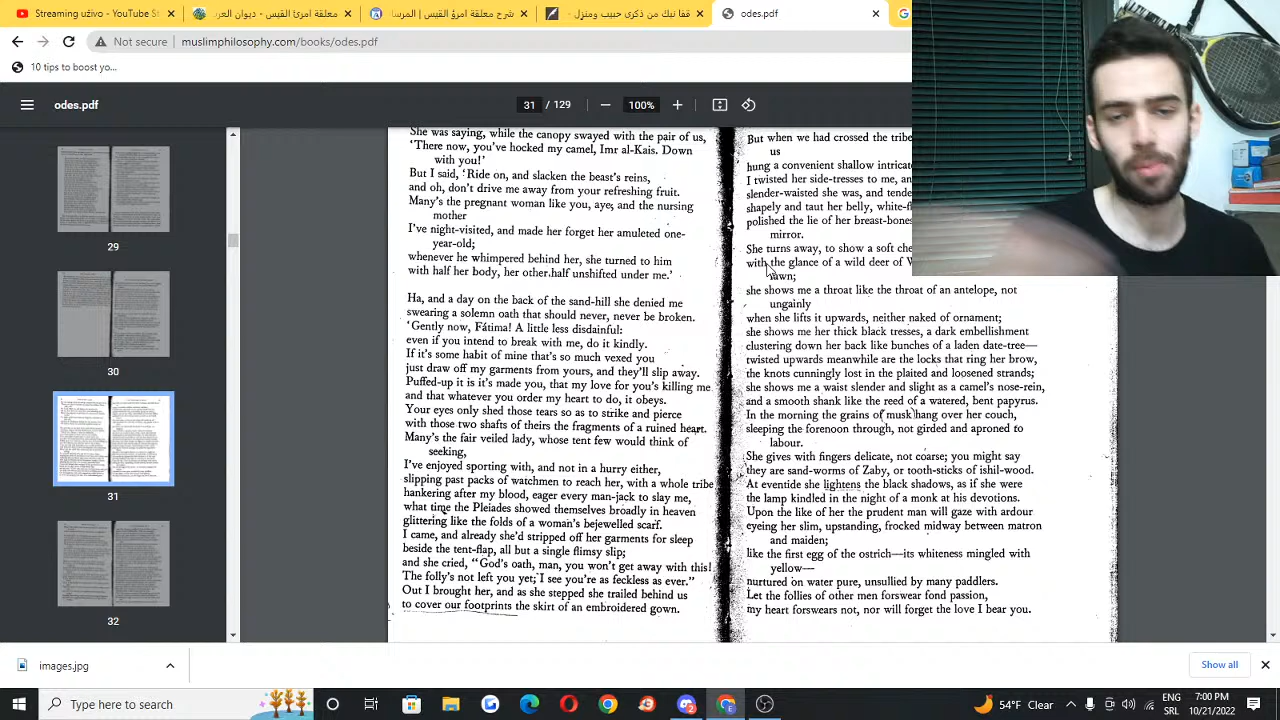 Streaming uživo - YouTube S
معلقة امرئ القيس - ديوان ا
شرح معلقة امرؤ القيس | المرسا
قفا نبك من ذكرى حبيب ومنزل
odes.pdf
10 tips to boost yo...
odes.pdf
31 / 129
100%
29
30
31
She was saying, while the canopy swayed with the pair of us,
'There now, you've hocked my camel, Imr al-Kais. Down
with you!'
But I said, 'Ride on, and slacken the beast's reins,
and oh, don't drive me away from your refreshing fruit.
Many's the pregnant woman like you, aye, and the nursing
mother
I've night-visited, and made her forget her amuleted one-
year-old;
whenever he whimpered behind her, she turned to him
with half her body, her other half unshifted under me.'
Ha, and a day on the back of the sand-hill she denied me
swearing a solemn oath that should never, never be broken.
'Gently now, Fatima! A little less disdainful:
even if you intend to break with me, do it kindly.
If it's some habit of mine that's so much vexed you
just draw off my garments from yours, and they'll slip away.
Puffed-up it is it's made you, that my love for you's killing me
and that whatever you order my heart to do, it obeys.
Your eyes only shed those tears so as to strike and pierce
with those two shafts of theirs the fragments of a ruined heart.
Many's the fair veiled lady, whose tent few would think of
seeking,
I've enjoyed sporting with, and not in a hurry either,
slipping past packs of watchmen to reach her, with a whole tribe
hankering after my blood, eager every man-jack to slay me,
what time the Pleiades showed themselves broadly in heaven
glittering like the folds of a woman's bejewelled scarf.
I came, and already she'd stripped off her garments for sleep
beside the tent-flap, all but a single flimsy slip;
and she cried, "God's oath, man, you won't get away with this!
The folly's not left you yet; I see you're as feckless as ever."
Out I brought her, and as she stepped she trailed behind us
to cover our footprints the skirt of an embroidered gown.
But when we had crossed the tribe
us
hung a convenient shallow
I twisted her side-tresses to me,
slender-waisted she was, and
shapely and taut her belly,
polished the lie of her breast-bones
mirror.
She turns away, to show a soft
with the glance of a wild deer of
fawn;
she shows me a throat like the throat of an antelope, not
ungainly
when she lifts it upwards, neither naked of ornament;
she shows me her thick black tresses, a dark embellishment
clustering down her back like bunches of a laden date-tree—
twisted upwards meanwhile are the locks that ring her brow,
the knots cunningly lost in the plaited and loosened strands;
she shows me a waist slender and slight as a camel's nose-rein,
and a smooth shank like the reed of a watered, bent papyrus.
In the morning the grains of musk hang over her couch,
sleeping the forenoon through, not girded and aproned to
labour.
She gives with fingers delicate, not coarse; you might say
they are sand-worms of Zaby, or tooth-sticks of ishil-wood.
At eventide she lightens the black shadows, as if she were
the lamp kindled in the night of a monk at his devotions.
Upon the like of her the prudent man will gaze with ardour
eyeing her slim, upstanding, frocked midway between matron
and maiden;
like the first egg of the ostrich—its whiteness mingled with
yellow—
nurtured on water pure, unsullied by many paddlers.
Let the follies of other men forswear fond passion,
my heart forswears not, nor will forget the love I bear you.
images.jpg
Show all
Type here to search
54°F Clear
ENG
SRL
7:00 PM
10/21/2022